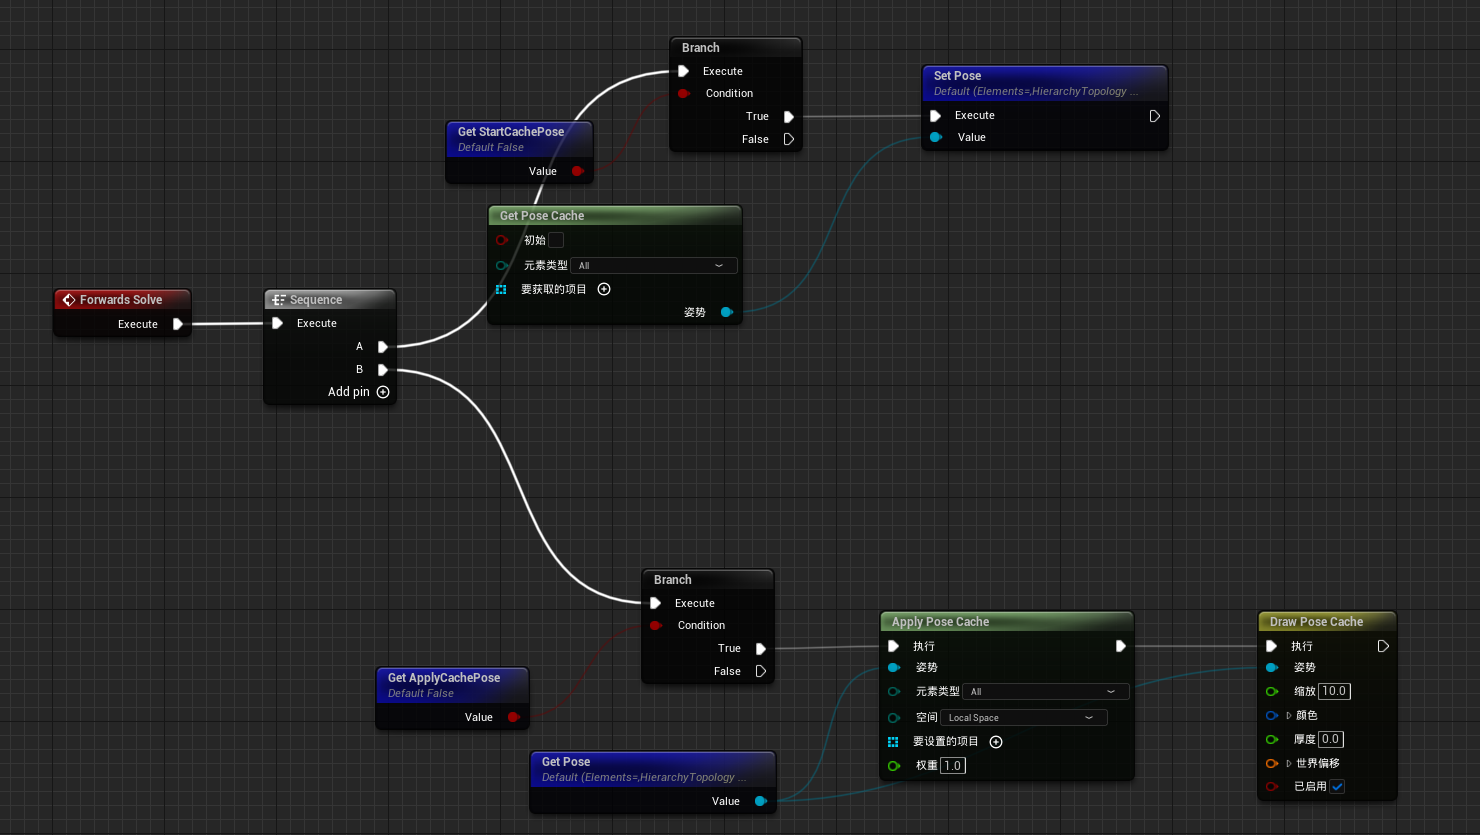 Branch
Execute
Condition
True
False
Set Pose
Default (Elements=,HierarchyTopology ...
Execute
Value
Get StartCachePose
Default False
Value
Get Pose Cache
初始
元素类型 All
要获取的项目
姿势
Forwards Solve
Execute
Sequence
Execute
A
B
Add pin
Branch
Execute
Condition
True
False
Get ApplyCachePose
Default False
Value
Get Pose
Default (Elements=,HierarchyTopology ...
Value
Apply Pose Cache
执行
姿势
元素类型 All
空间 Local Space
要设置的项目
权重 1.0
Draw Pose Cache
执行
姿势
缩放 10.0
颜色
厚度 0.0
世界偏移
已启用